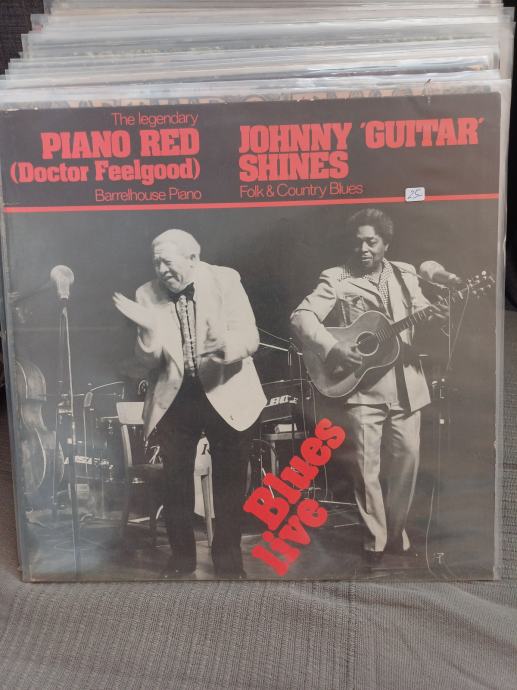 The legendary
PIANO RED
(Doctor Feelgood)
Barrelhouse Piano
JOHNNY 'GUITAR'
SHINES
Folk & Country Blues
25,-
Blues
live